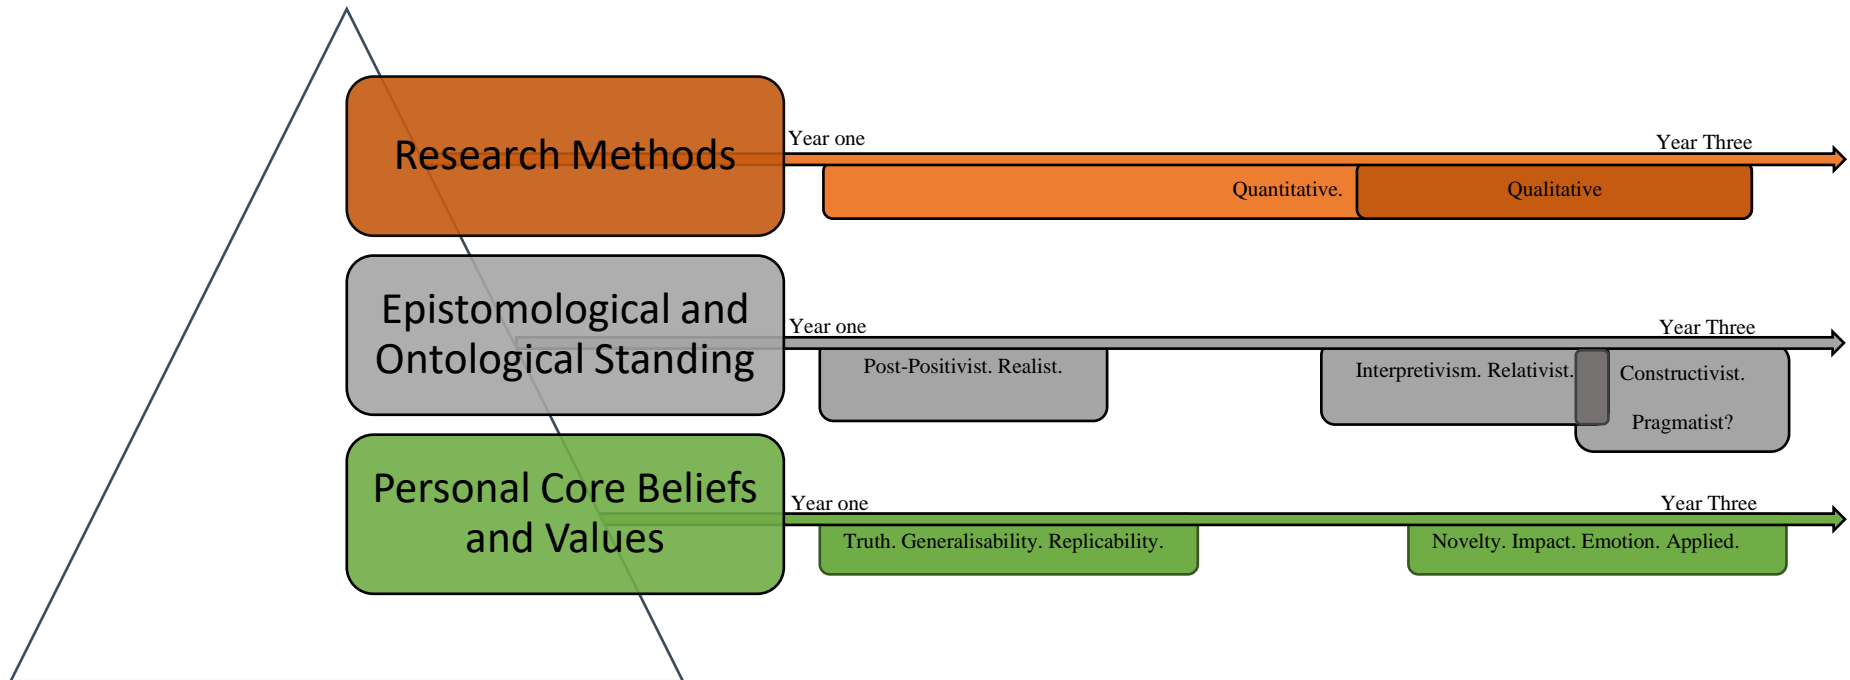 Research Methods
Year one
Year Three
Quantitative.
Qualitative
Epistomological and
Ontological Standing
Year one
Year Three
Post-Positivist. Realist.
Interpretivism. Relativist.
Constructivist.
Pragmatist?
Personal Core Beliefs
and Values
Year one
Year Three
Truth. Generalisability. Replicability.
Novelty. Impact. Emotion. Applied.